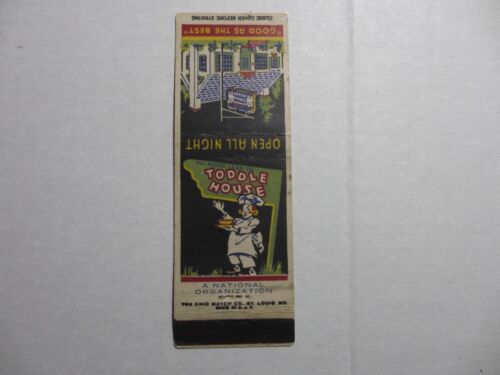 CLOSE COVER BEFORE STRIKING
"GOOD AS THE BEST"
OPEN ALL NIGHT
TODDLE
HOUSE
A NATIONAL
ORGANIZATION
THE OHIO MATCH CO., ST. LOUIS MO.
MADE IN U.S.A.